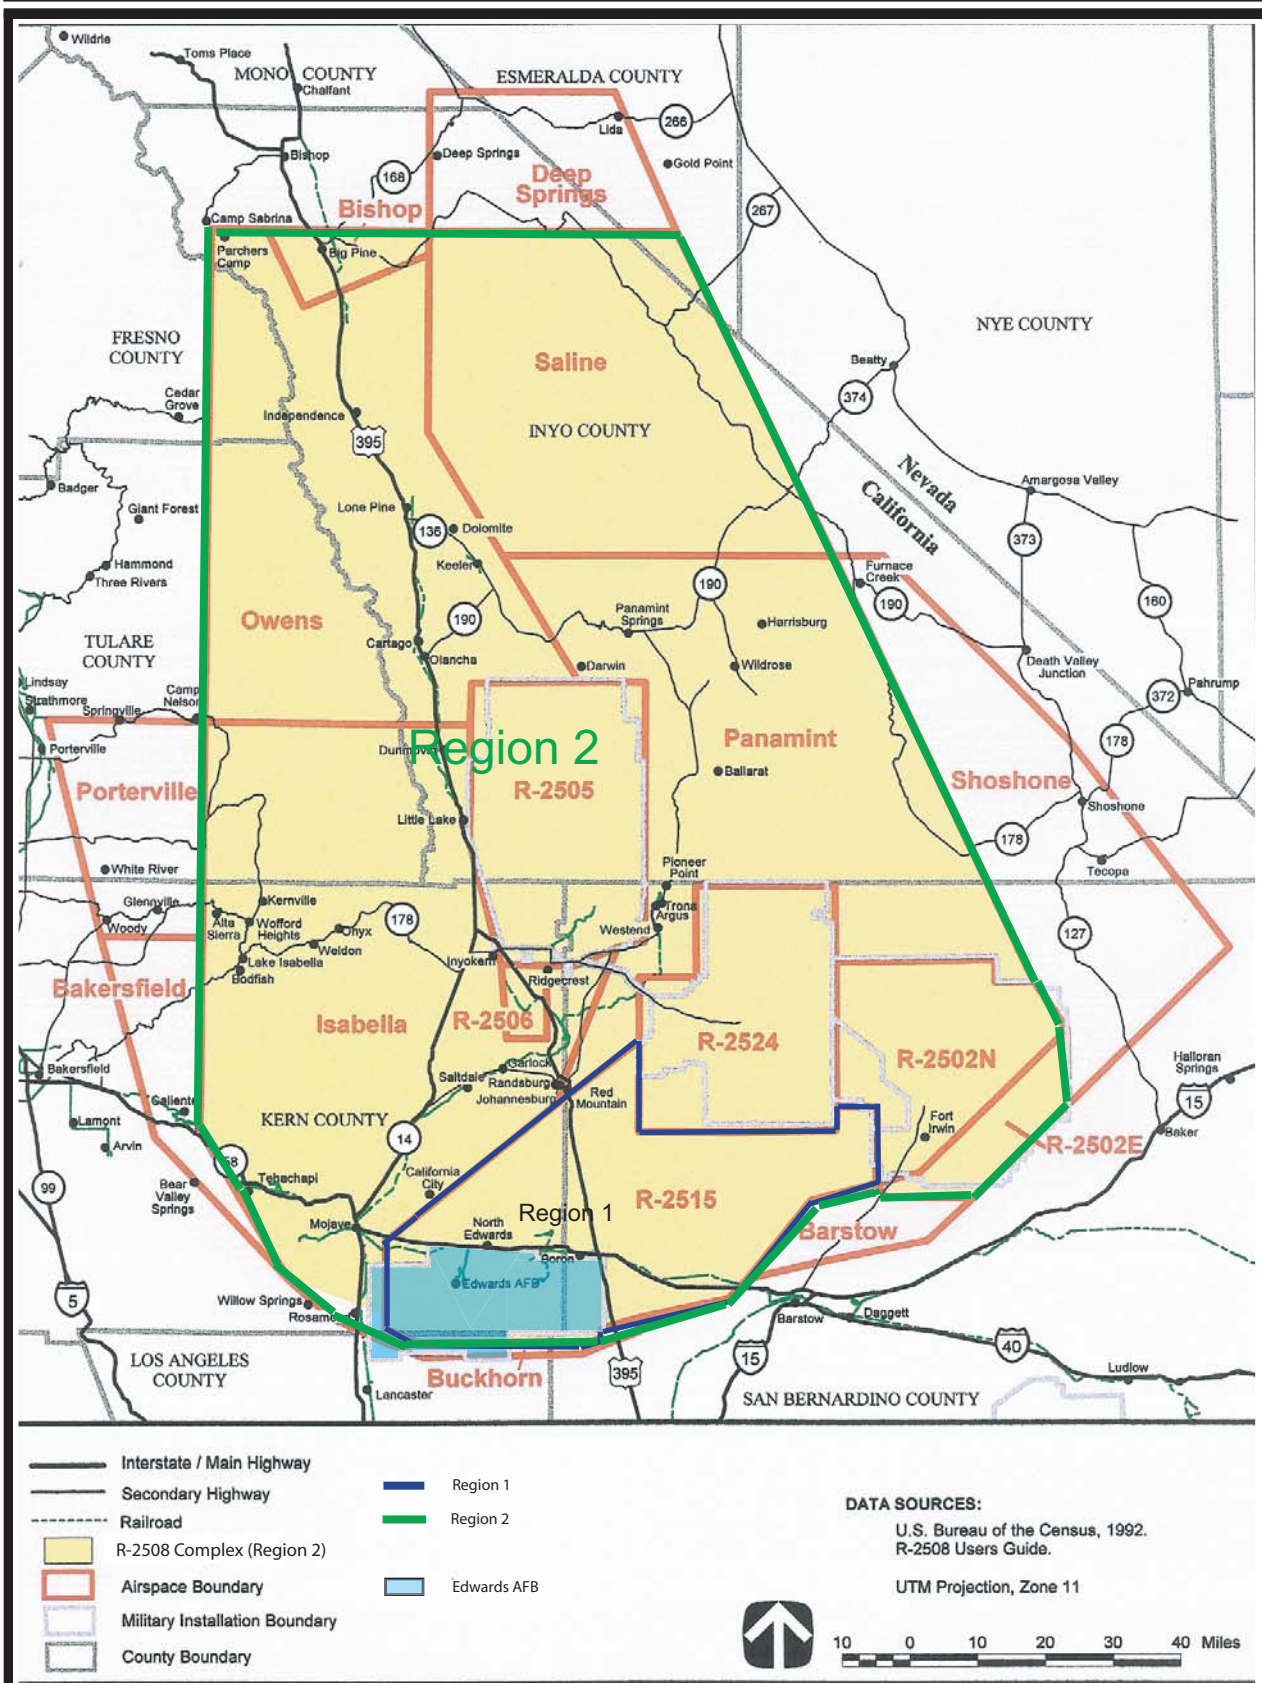 Wildrie
Toms Place
MONO COUNTY
Chalfant
ESMERALDA COUNTY
Lida
266
Bishop
168
Deep Springs
Gold Point
Deep
Springs
Bishop
267
Camp Sabrina
Parchers
Camp
Big Pine
NYE COUNTY
FRESNO
COUNTY
Saline
Beatty
374
Cedar
Grove
Independence
395
INYO COUNTY
Nevada
California
Badger
Giant Forest
Lone Pine
136
Dolomite
Amargosa Valley
373
Hammond
Three Rivers
Keeler
190
Furnace
Creek
190
160
Owens
190
Panamint
Springs
Harrisburg
TULARE
COUNTY
Cartago
Olancha
Darwin
Wildrose
Death Valley
Junction
372
Pahrump
Lindsay
Strathmore
Springville
Camp
Nelson
Porterville
Dunmovin
Region 2
Panamint
178
Ballarat
Porterville
R-2505
Shoshone
Shoshone
Little Lake
178
Tecopa
White River
Pioneer
Point
Glennville
Woody
Kernville
Alta
Sierra
Wofford
Heights
Onyx
178
Weldon
Trona
Argus
Westend
127
Lake Isabella
Bodfish
Inyokern
Ridgecrest
Bakersfield
Isabella
R-2506
R-2524
R-2502N
Bakersfield
Garlock
Saltdale
Randsburg
Johannesburg
Red
Mountain
Halloran
Springs
15
Caliente
KERN COUNTY
Lamont
Arvin
14
Fort
Irwin
Baker
R-2502E
58
Tehachapi
California
City
99
Bear
Valley
Springs
R-2515
Mojave
North
Edwards
Region 1
Barstow
Boron
Edwards AFB
5
Willow Springs
Rosamond
Barstow
Daggett
LOS ANGELES
COUNTY
Buckhorn
395
15
40
Ludlow
Lancaster
SAN BERNARDINO COUNTY
Interstate / Main Highway
Secondary Highway
Railroad
R-2508 Complex (Region 2)
Airspace Boundary
Military Installation Boundary
County Boundary
Region 1
Region 2
Edwards AFB
DATA SOURCES:
U.S. Bureau of the Census, 1992.
R-2508 Users Guide.
UTM Projection, Zone 11
10 0 10 20 30 40 Miles